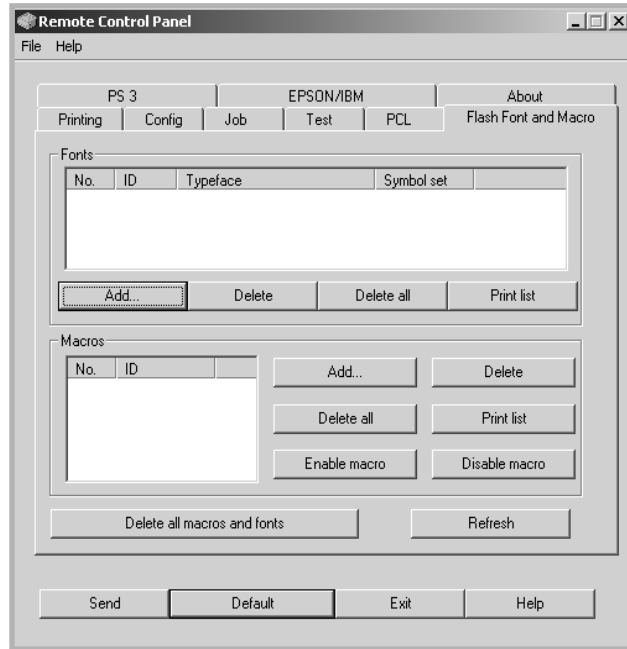 Remote Control Panel
File Help
PS 3 EPSON/IBM About
Printing Config Job Test PCL Flash Font and Macro
Fonts
No. ID Typeface Symbol set
Add... Delete Delete all Print list
Macros
No. ID
Add... Delete
Delete all Print list
Enable macro Disable macro
Delete all macros and fonts Refresh
Send Default Exit Help